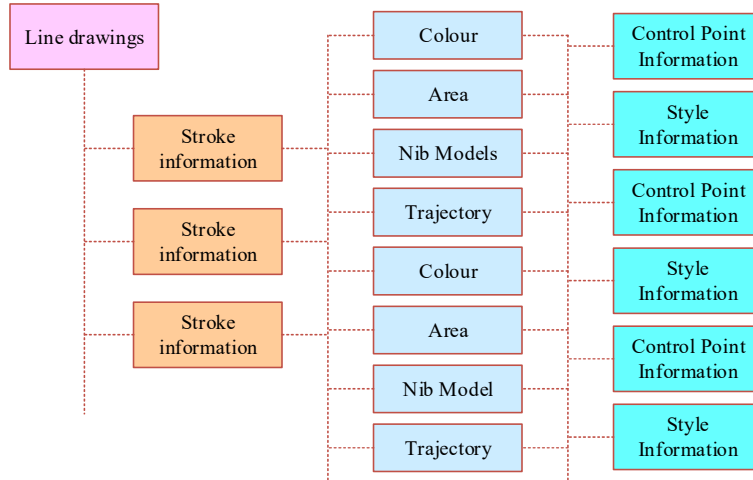 Line drawings
Stroke
information
Stroke
information
Stroke
information
Colour
Area
Nib Models
Trajectory
Colour
Area
Nib Model
Trajectory
Control Point
Information
Style
Information
Control Point
Information
Style
Information
Control Point
Information
Style
Information